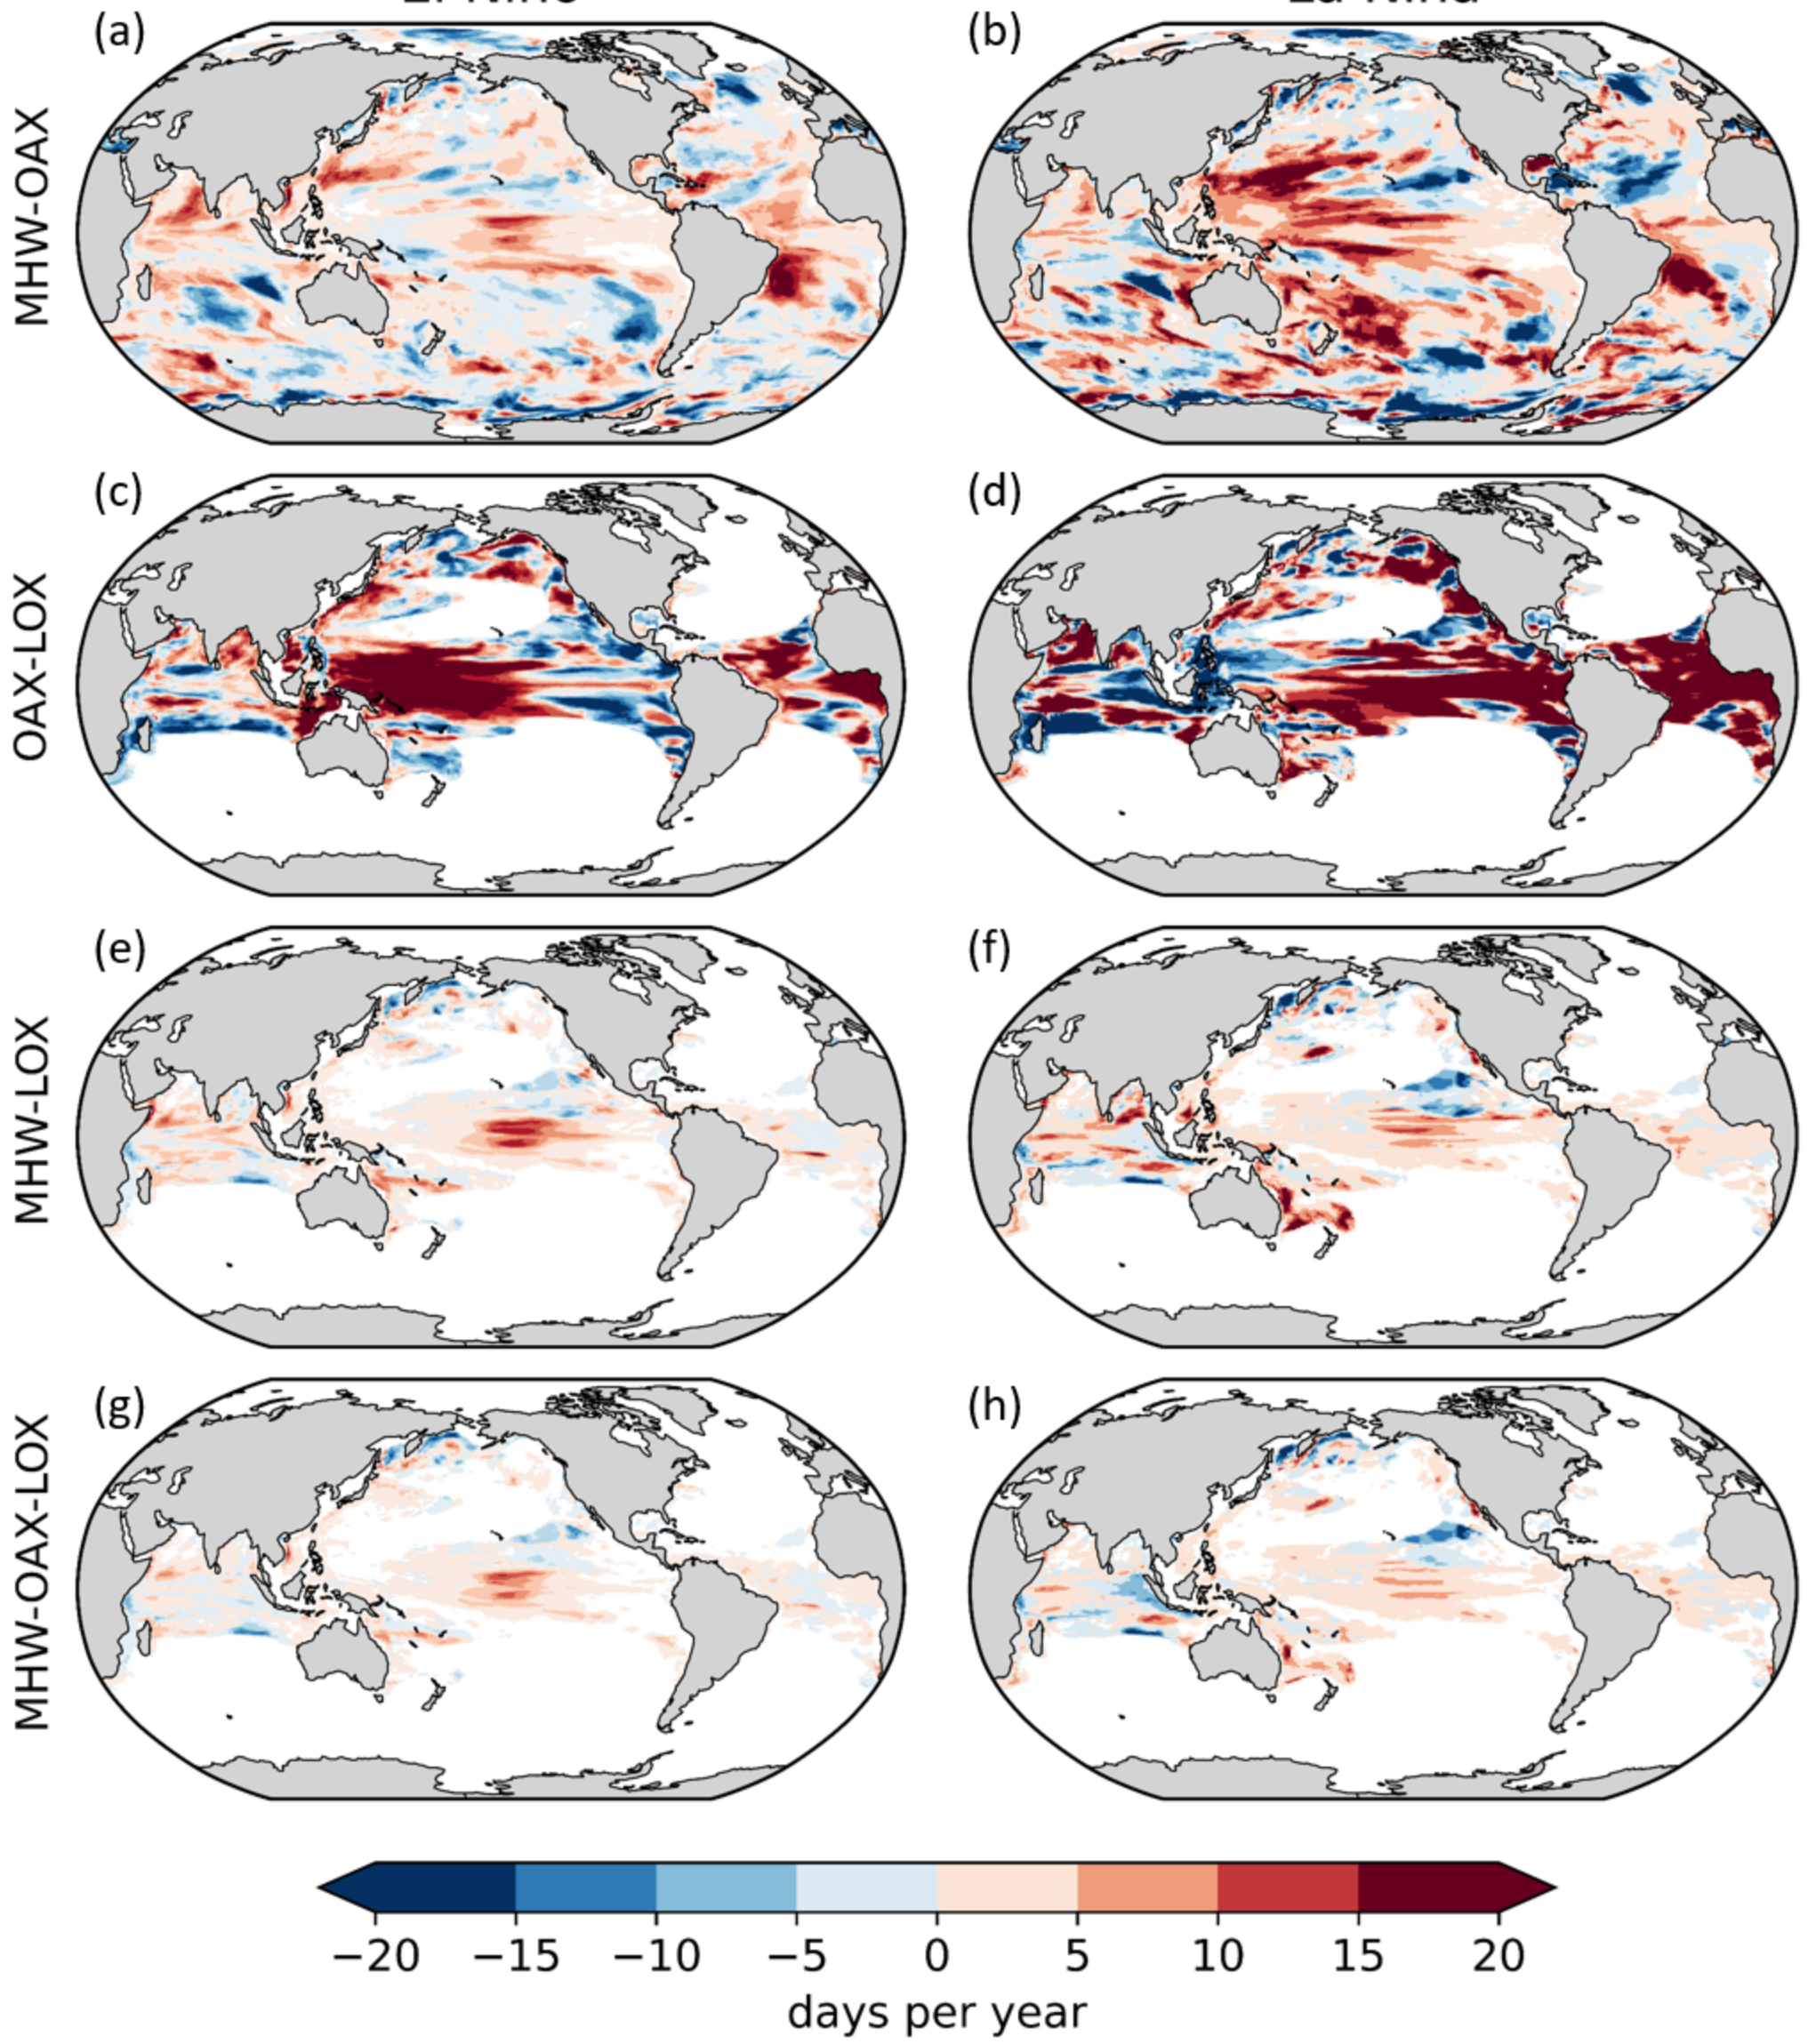 (a)
(b)
MHW-OAX
(c)
(d)
OAX-LOX
(e)
(f)
MHW-LOX
(g)
(h)
MHW-OAX-LOX
−20 −15 −10 −5 0 5 10 15 20
days per year